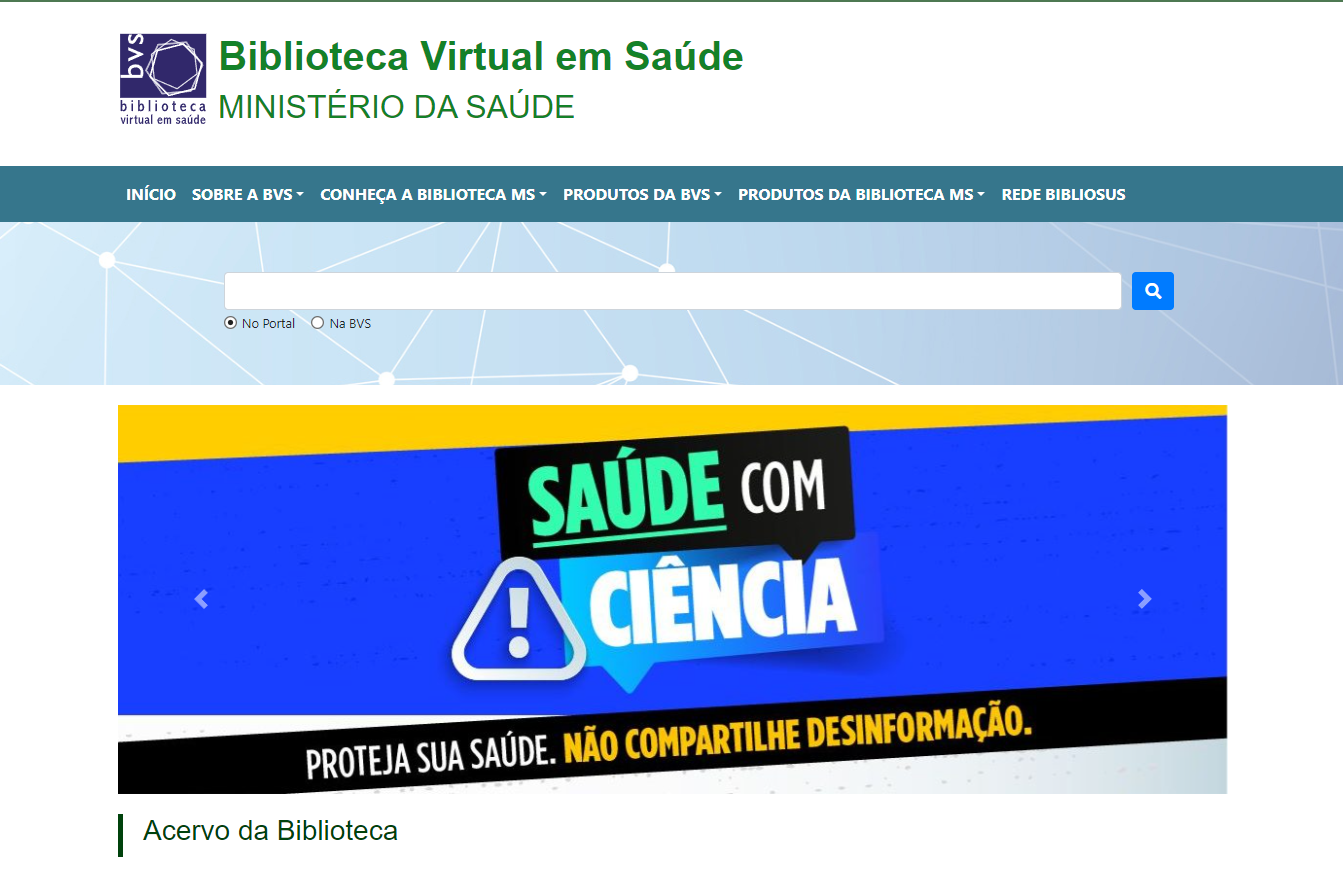 bvs
biblioteca
virtual em saúde
Biblioteca Virtual em Saúde
MINISTÉRIO DA SAÚDE
INÍCIO SOBRE A BVS CONHEÇA A BIBLIOTECA MS PRODUTOS DA BVS PRODUTOS DA BIBLIOTECA MS REDE BIBLIOSUS
No Portal Na BVS
SAÚDE COM
CIÊNCIA
PROTEJA SUA SAÚDE. NÃO COMPARTILHE DESINFORMAÇÃO.
Acervo da Biblioteca